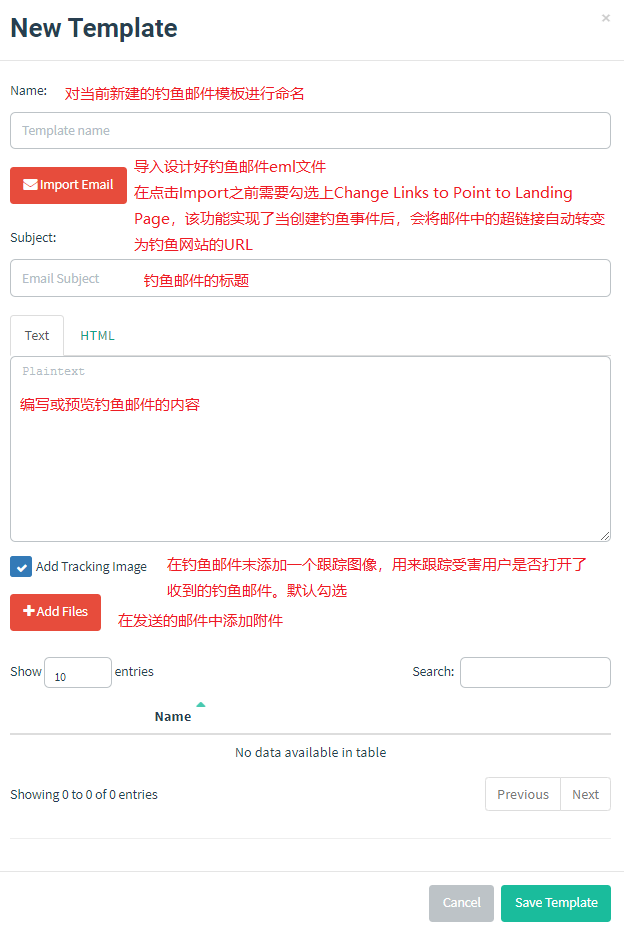 New Template
×
Name: 对当前新建的钓鱼邮件模板进行命名
Template name
导入设计好钓鱼邮件eml文件
Import Email
在点击Import之前需要勾选上Change Links to Point to Landing
Page，该功能实现了当创建钓鱼事件后，会将邮件中的超链接自动转变
为钓鱼网站的URL
Subject:
Email Subject 钓鱼邮件的标题
Text HTML
Plaintext
编写或预览钓鱼邮件的内容
Add Tracking Image 在钓鱼邮件末添加一个跟踪图像，用来跟踪受害用户是否打开了
收到的钓鱼邮件。默认勾选
Add Files 在发送的邮件中添加附件
Show 10 entries Search:
Name
No data available in table
Showing 0 to 0 of 0 entries Previous Next
Cancel Save Template